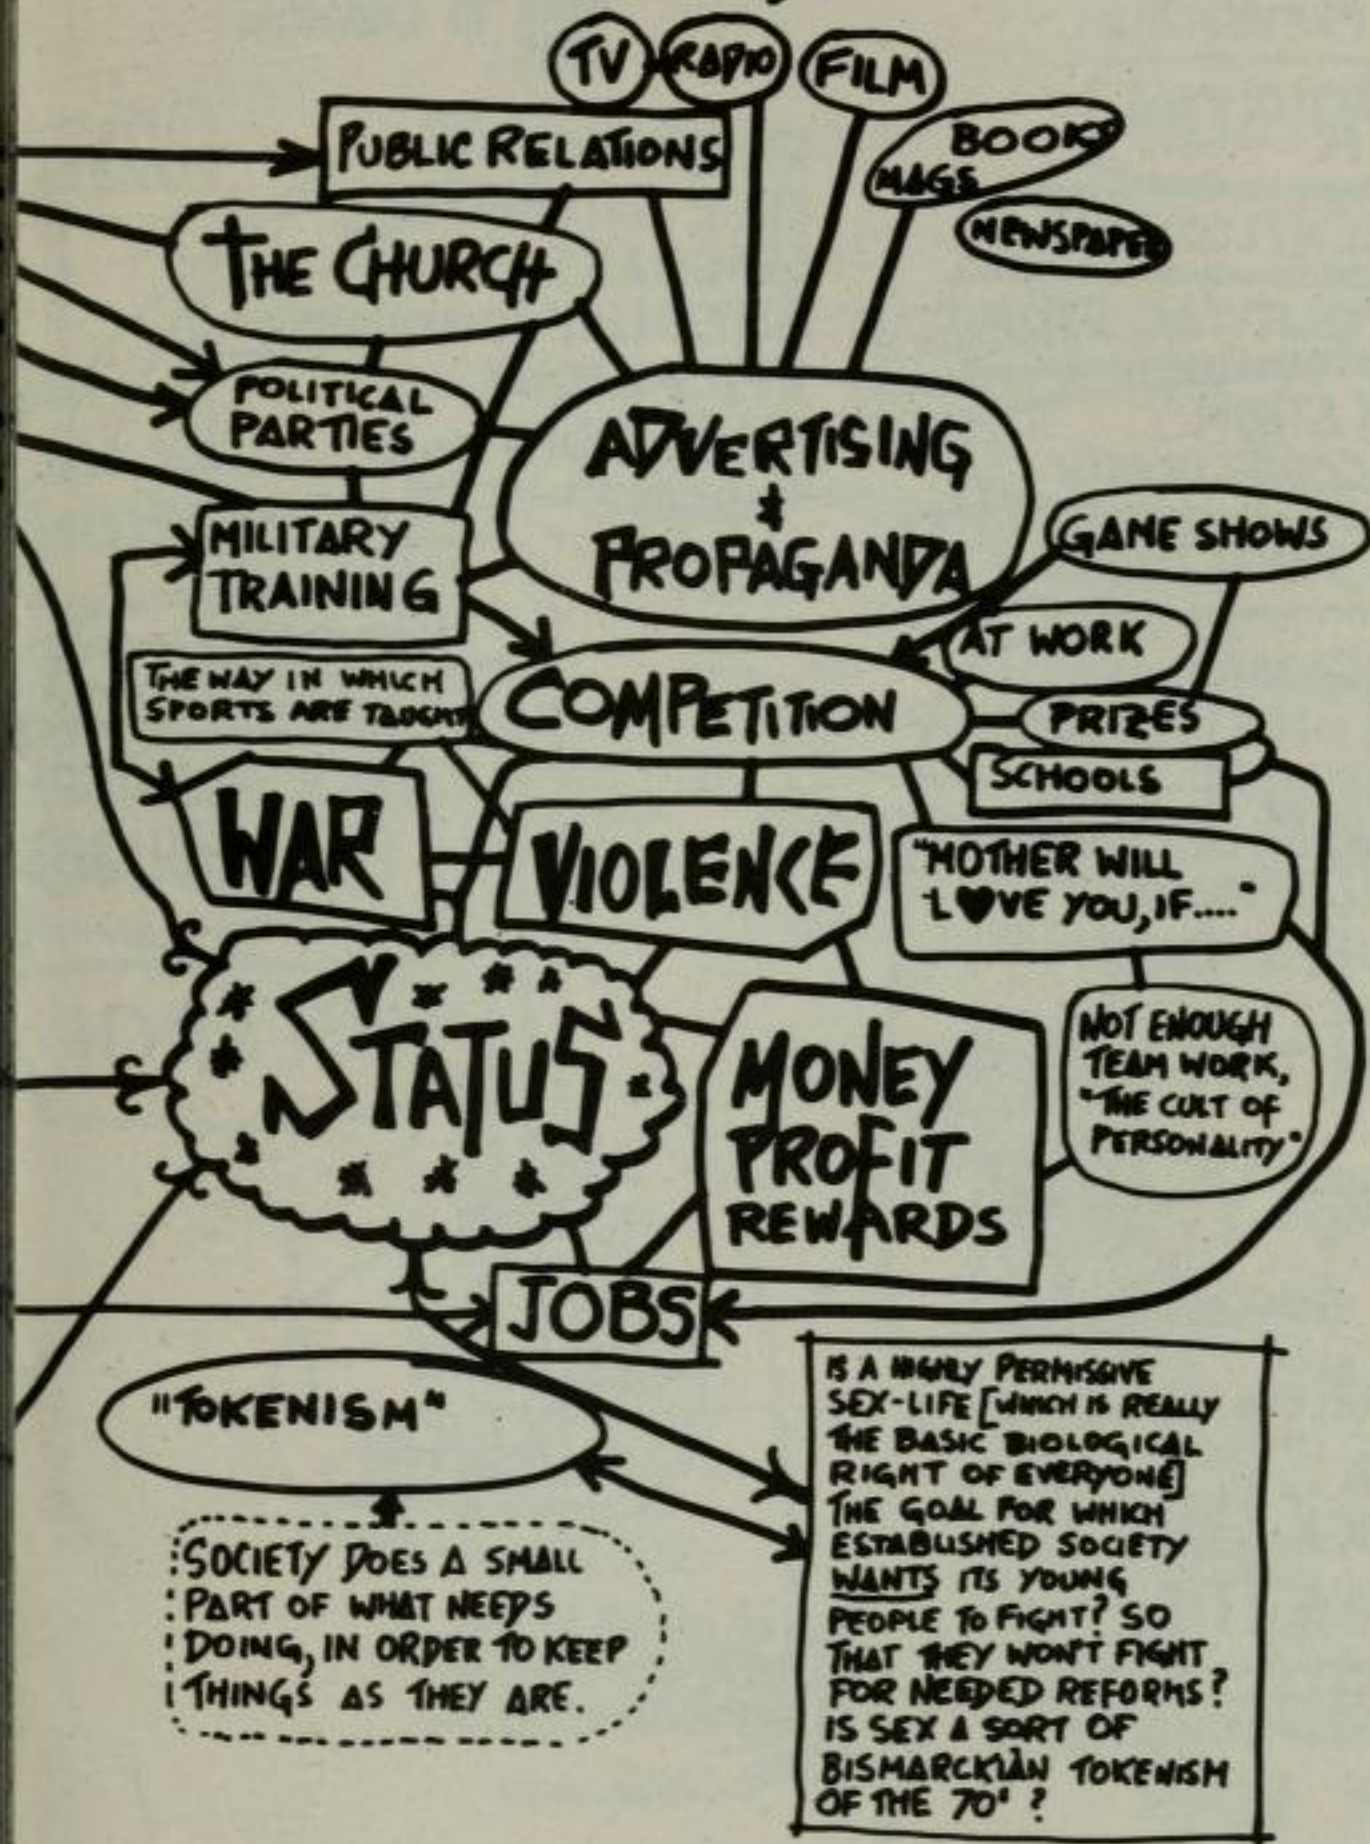 TV
RADIO
FILM
BOOKS
MAGS
NEWSPAPER
PUBLIC RELATIONS
THE CHURCH
POLITICAL
PARTIES
ADVERTISING
&
PROPAGANDA
MILITARY
TRAINING
GAME SHOWS
AT WORK
THE WAY IN WHICH
SPORTS ARE TAUGHT
COMPETITION
PRIZES
SCHOOLS
WAR
VIOLENCE
"MOTHER WILL
L♥VE YOU, IF...."
STATUS
MONEY
PROFIT
REWARDS
NOT ENOUGH
TEAM WORK,
"THE CULT OF
PERSONALITY"
JOBS
"TOKENISM"
SOCIETY DOES A SMALL
PART OF WHAT NEEDS
DOING, IN ORDER TO KEEP
THINGS AS THEY ARE.
IS A HIGHLY PERMISSIVE
SEX-LIFE [WHICH IS REALLY
THE BASIC BIOLOGICAL
RIGHT OF EVERYONE]
THE GOAL FOR WHICH
ESTABLISHED SOCIETY
WANTS ITS YOUNG
PEOPLE TO FIGHT? SO
THAT THEY WON'T FIGHT
FOR NEEDED REFORMS?
IS SEX A SORT OF
BISMARCKIAN TOKENISM
OF THE 70' ?